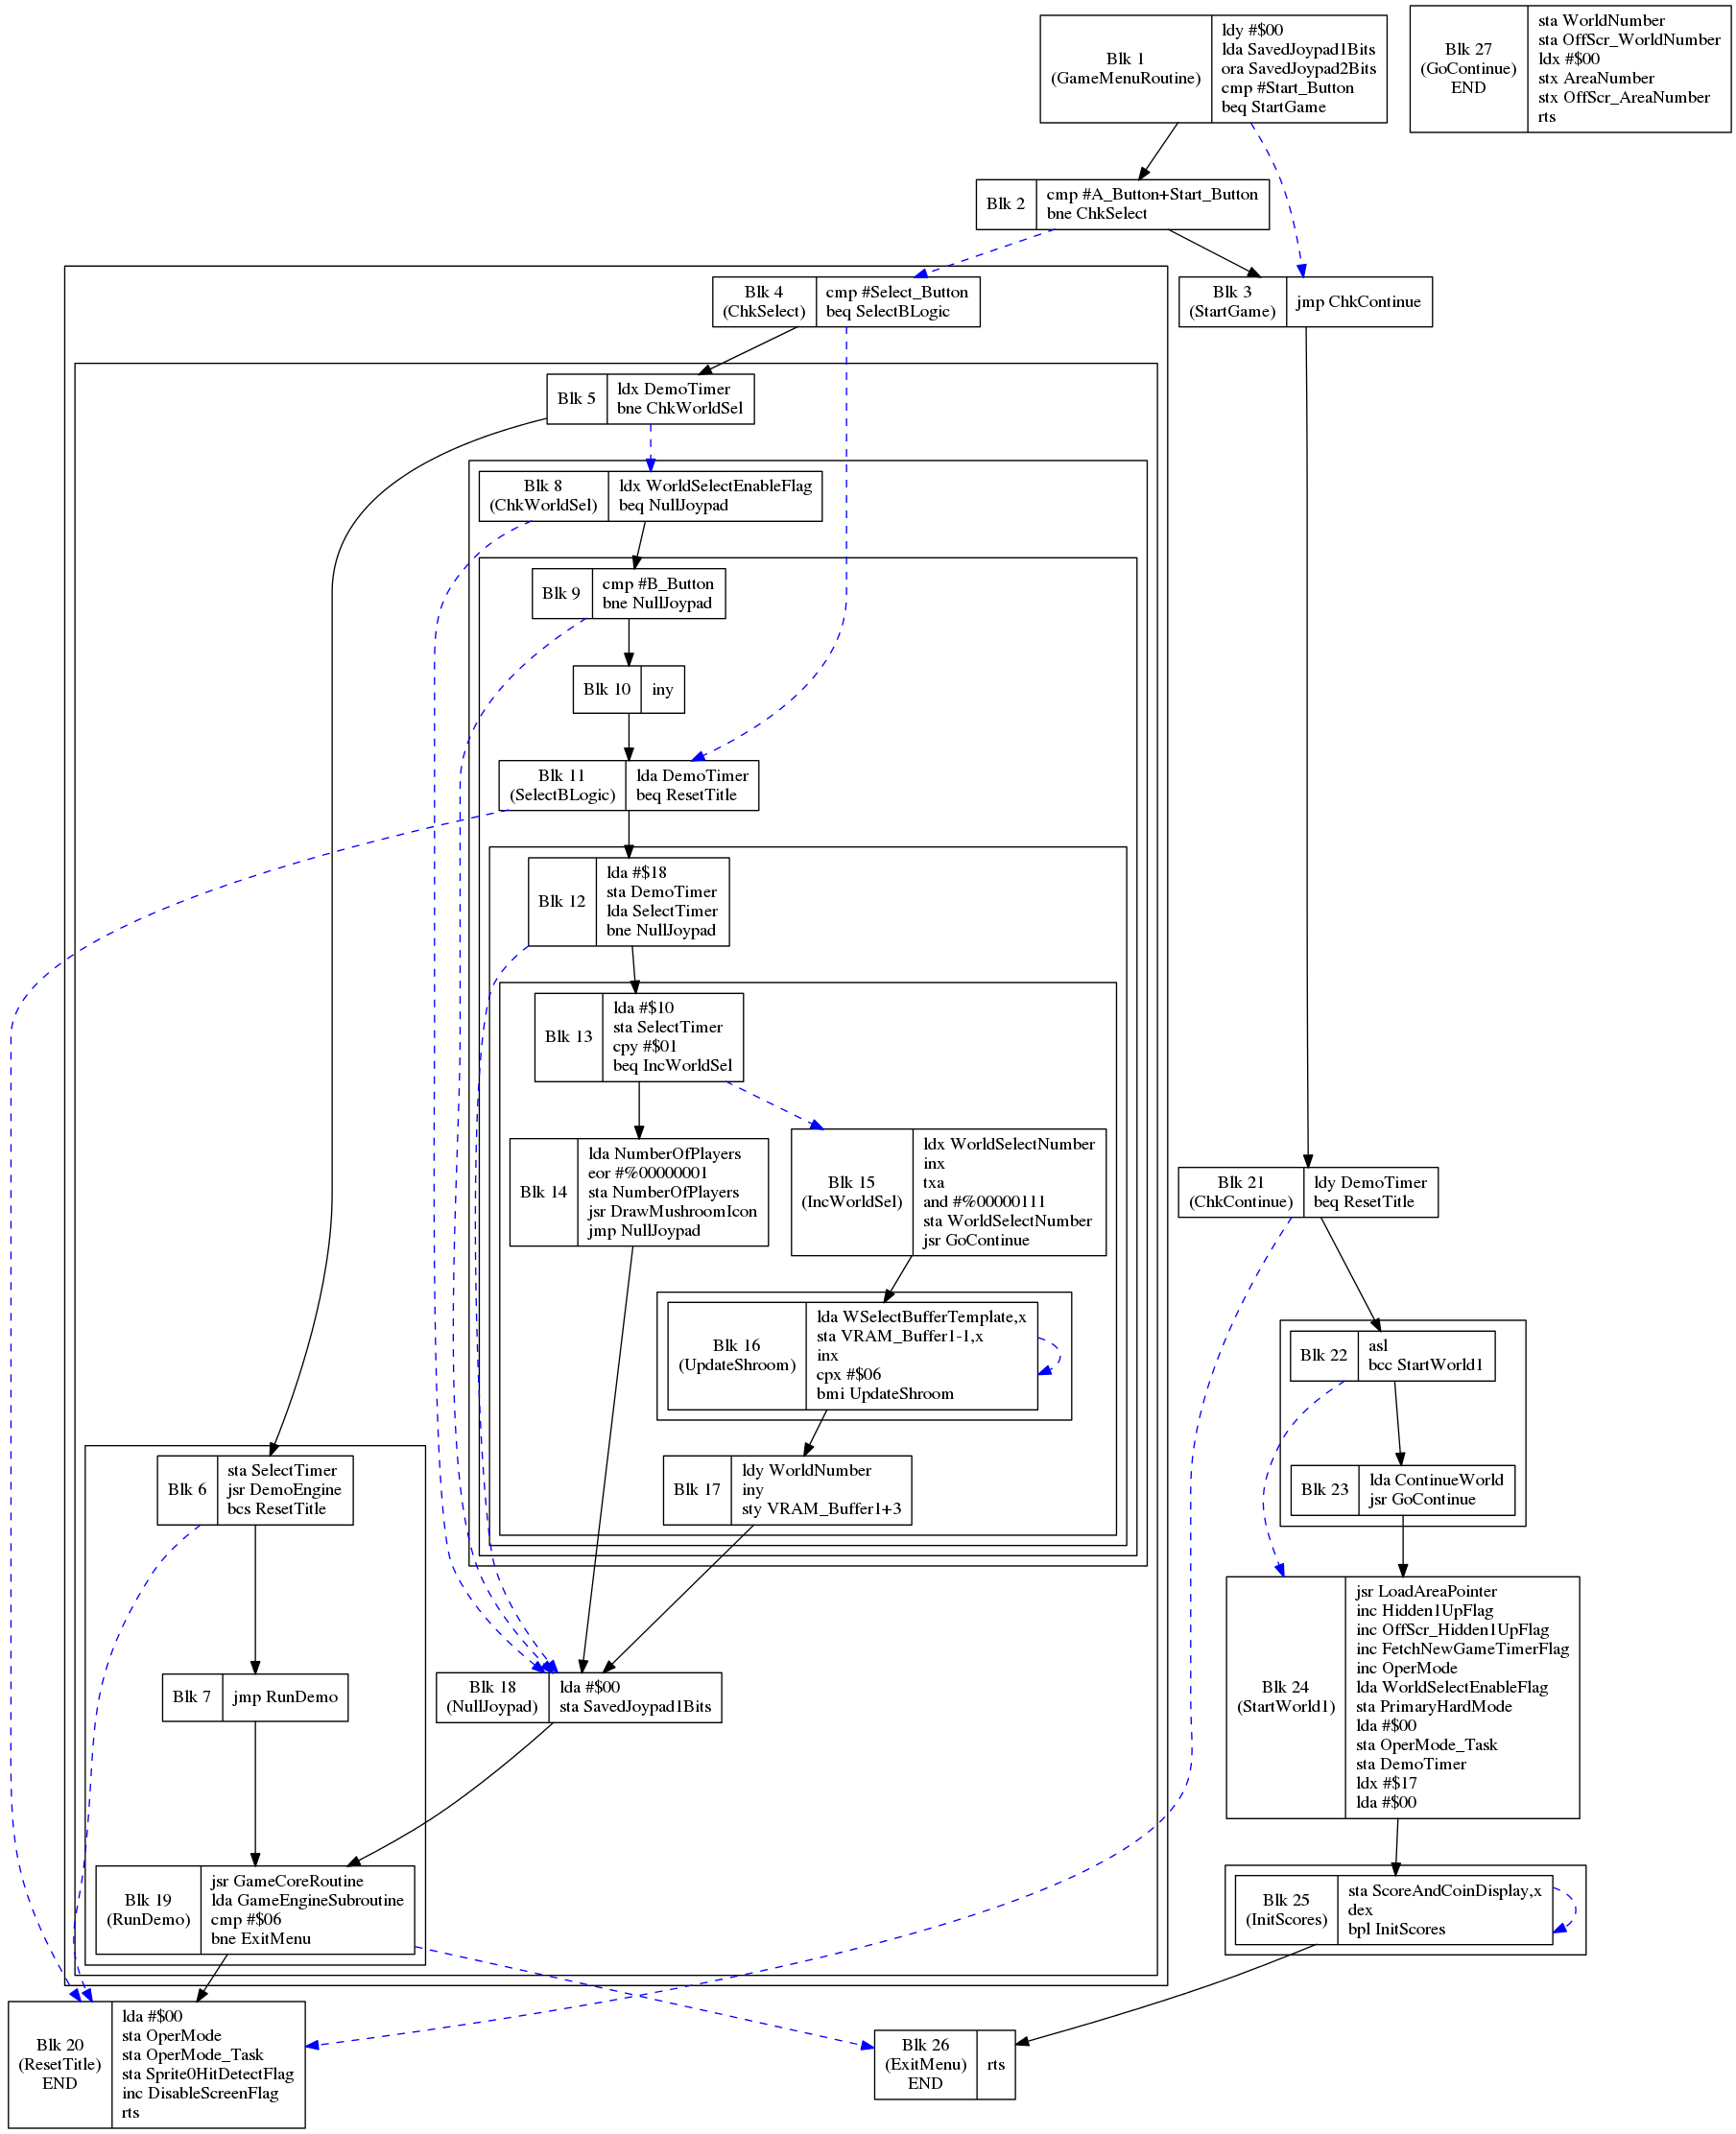 Blk 1
(GameMenuRoutine)
ldy #$00
lda SavedJoypad1Bits
ora SavedJoypad2Bits
cmp #Start_Button
beq StartGame
Blk 27
(GoContinue)
END
sta WorldNumber
sta OffScr_WorldNumber
ldx #$00
stx AreaNumber
stx OffScr_AreaNumber
rts
Blk 2
cmp #A_Button+Start_Button
bne ChkSelect
Blk 4
(ChkSelect)
cmp #Select_Button
beq SelectBLogic
Blk 3
(StartGame)
jmp ChkContinue
Blk 5
ldx DemoTimer
bne ChkWorldSel
Blk 8
(ChkWorldSel)
ldx WorldSelectEnableFlag
beq NullJoypad
Blk 9
cmp #B_Button
bne NullJoypad
Blk 10
iny
Blk 11
(SelectBLogic)
lda DemoTimer
beq ResetTitle
Blk 12
lda #$18
sta DemoTimer
lda SelectTimer
bne NullJoypad
Blk 13
lda #$10
sta SelectTimer
cpy #$01
beq IncWorldSel
Blk 14
lda NumberOfPlayers
eor #%00000001
sta NumberOfPlayers
jsr DrawMushroomIcon
jmp NullJoypad
Blk 15
(IncWorldSel)
ldx WorldSelectNumber
inx
txa
and #%00000111
sta WorldSelectNumber
jsr GoContinue
Blk 21
(ChkContinue)
ldy DemoTimer
beq ResetTitle
Blk 16
(UpdateShroom)
lda WSelectBufferTemplate,x
sta VRAM_Buffer1-1,x
inx
cpx #$06
bmi UpdateShroom
Blk 22
asl
bcc StartWorld1
Blk 6
sta SelectTimer
jsr DemoEngine
bcs ResetTitle
Blk 17
ldy WorldNumber
iny
sty VRAM_Buffer1+3
Blk 23
lda ContinueWorld
jsr GoContinue
Blk 7
jmp RunDemo
Blk 18
(NullJoypad)
lda #$00
sta SavedJoypad1Bits
Blk 24
(StartWorld1)
jsr LoadAreaPointer
inc Hidden1UpFlag
inc OffScr_Hidden1UpFlag
inc FetchNewGameTimerFlag
inc OperMode
lda WorldSelectEnableFlag
sta PrimaryHardMode
lda #$00
sta OperMode_Task
sta DemoTimer
ldx #$17
lda #$00
Blk 19
(RunDemo)
jsr GameCoreRoutine
lda GameEngineSubroutine
cmp #$06
bne ExitMenu
Blk 25
(InitScores)
sta ScoreAndCoinDisplay,x
dex
bpl InitScores
Blk 20
(ResetTitle)
END
lda #$00
sta OperMode
sta OperMode_Task
sta Sprite0HitDetectFlag
inc DisableScreenFlag
rts
Blk 26
(ExitMenu)
END
rts